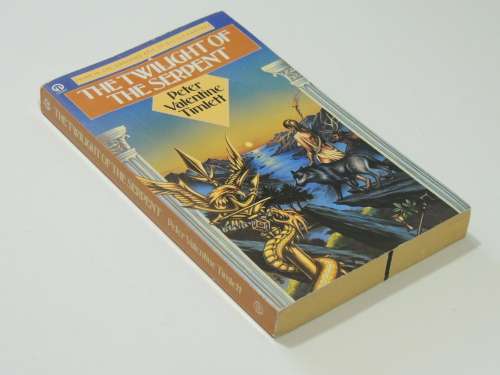 THE TWILIGHT OF
THE SERPENT
Peter
Valentine
Timlett
THE TWILIGHT OF THE SERPENT Peter Valentine Timlett